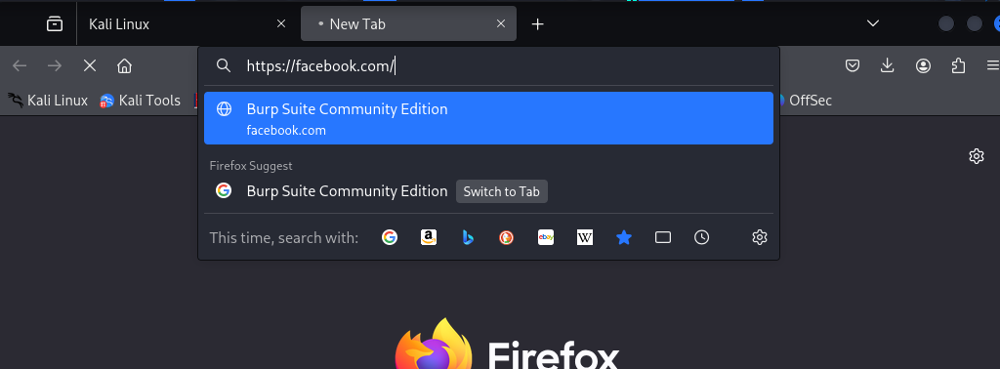 Kali Linux
New Tab
https://facebook.com/
Kali Linux Kali Tools OffSec
Burp Suite Community Edition
facebook.com
Firefox Suggest
Burp Suite Community Edition Switch to Tab
This time, search with:
a ebay W
Firefox